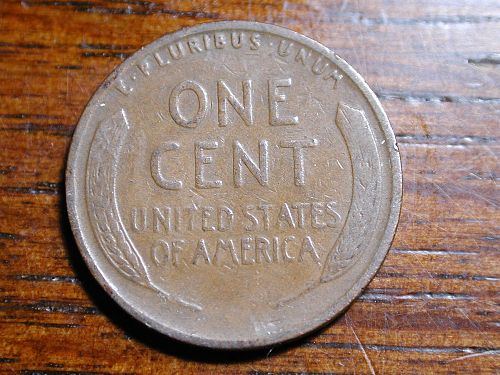 E·PLURIBUS·UNUM
ONE
CENT
UNITED STATES
OF AMERICA